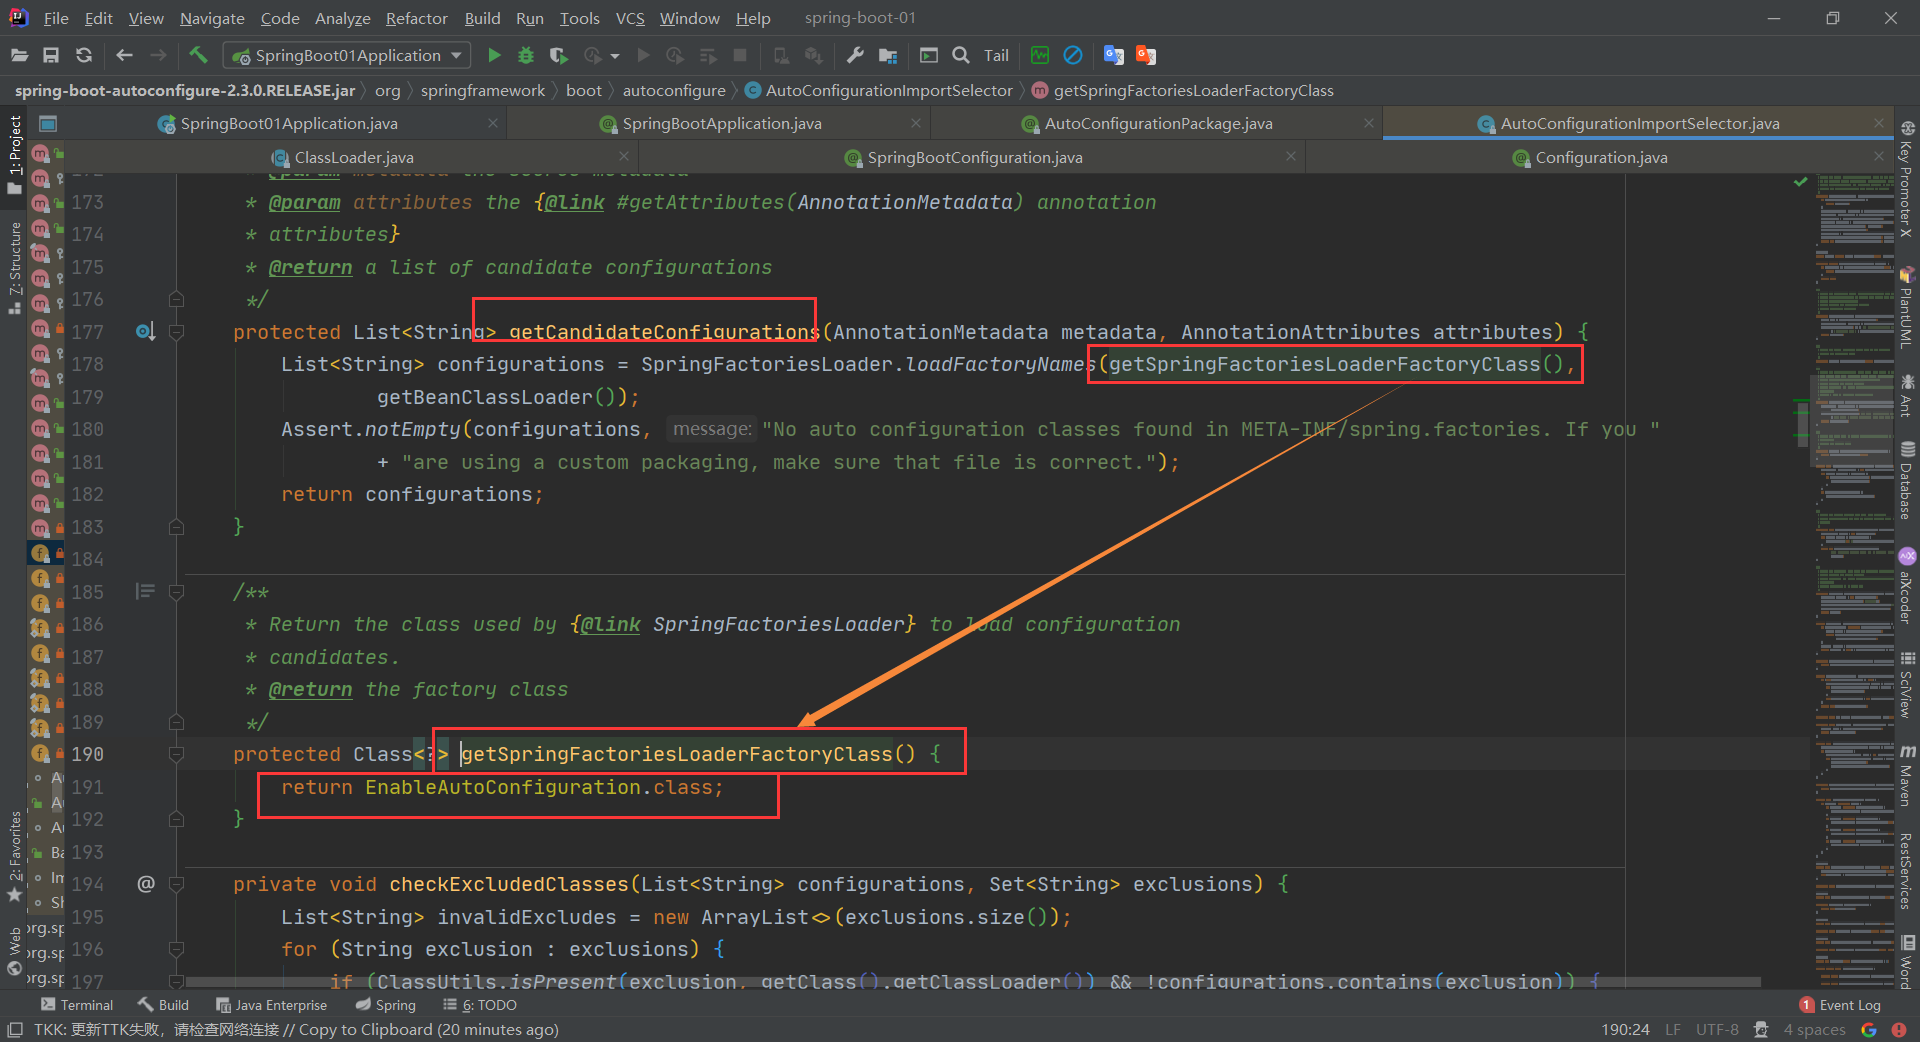 File Edit View Navigate Code Analyze Refactor Build Run Tools VCS Window Help spring-boot-01
SpringBoot01Application Tail
spring-boot-autoconfigure-2.3.0.RELEASE.jar org springframework boot autoconfigure AutoConfigurationImportSelector getSpringFactoriesLoaderFactoryClass
SpringBoot01Application.java SpringBootApplication.java AutoConfigurationPackage.java AutoConfigurationImportSelector.java
ClassLoader.java SpringBootConfiguration.java Configuration.java
173 * @param attributes the {@link #getAttributes(AnnotationMetadata) annotation
174 * attributes}
175 * @return a list of candidate configurations
176 */
177 protected List<String> getCandidateConfigurations(AnnotationMetadata metadata, AnnotationAttributes attributes) {
178 List<String> configurations = SpringFactoriesLoader.loadFactoryNames(getSpringFactoriesLoaderFactoryClass(),
179 getBeanClassLoader());
180 Assert.notEmpty(configurations, message: "No auto configuration classes found in META-INF/spring.factories. If you "
181 + "are using a custom packaging, make sure that file is correct.");
182 return configurations;
183 }
184
185 /**
186 * Return the class used by {@link SpringFactoriesLoader} to load configuration
187 * candidates.
188 * @return the factory class
189 */
190 protected Class<?> getSpringFactoriesLoaderFactoryClass() {
191 return EnableAutoConfiguration.class;
192 }
193
194 private void checkExcludedClasses(List<String> configurations, Set<String> exclusions) {
195 List<String> invalidExcludes = new ArrayList<>(exclusions.size());
196 for (String exclusion : exclusions) {
197 if (ClassUtils.isPresent(exclusion, getClass().getClassLoader()) && !configurations.contains(exclusion)) {
1: Project
7: Structure
2: Favorites
Web
Au
Ba
Im
Sh
org.sp
org.sp
org.sp
Key Promoter X
PlantUML
Ant
Database
aiXcoder
SciView
Maven
RestServices
Word
Terminal Build Java Enterprise Spring 6: TODO 1 Event Log
TKK: 更新TTK失败，请检查网络连接 // Copy to Clipboard (20 minutes ago) 190:24 LF UTF-8 4 spaces